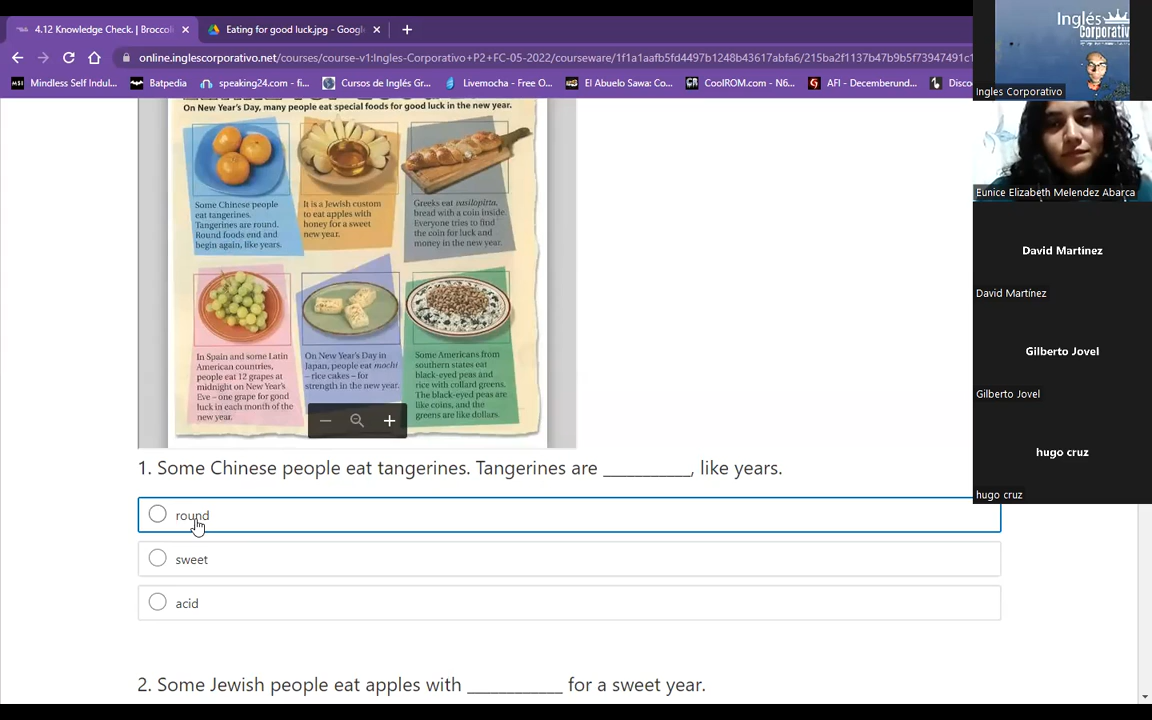 4.12 Knowledge Check. | Broccoli
Eating for good luck.jpg - Google
online.inglescorporativo.net/courses/course-v1:Ingles-Corporativo+P2+FC-05-2022/courseware/1f1a1aafb5fd4497b1248b43617abfa6/215ba2f1137b47b9b5f73947491c1
Mindless Self Indul...
Batpedia
speaking24.com - fi...
Cursos de Inglés Gr...
Livemocha - Free O...
El Abuelo Sawa: Co...
CoolROM.com - N6...
AFI - Decemberund...
Disco
Inglés
Corporativo
Ingles Corporativo
Eunice Elizabeth Melendez Abarca
David Martínez
David Martínez
Gilberto Jovel
Gilberto Jovel
hugo cruz
hugo cruz
On New Year's Day, many people eat special foods for good luck in the new year.
Some Chinese people
eat tangerines.
Tangerines are round.
Round foods end and
begin again, like years.
It is a Jewish custom
to eat apples with
honey for a sweet
new year.
Greeks eat vasilopitta,
bread with a coin inside.
Everyone tries to find
the coin for luck and
money in the new year.
In Spain and some Latin
American countries,
people eat 12 grapes at
midnight on New Year's
Eve – one grape for good
luck in each month of the
new year.
On New Year's Day in
Japan, people eat mochi
– rice cakes – for
strength in the new year.
Some Americans from
southern states eat
black-eyed peas and
rice with collard greens.
The black-eyed peas are
like coins, and the
greens are like dollars.
1. Some Chinese people eat tangerines. Tangerines are __________, like years.
round
sweet
acid
2. Some Jewish people eat apples with ___________ for a sweet year.